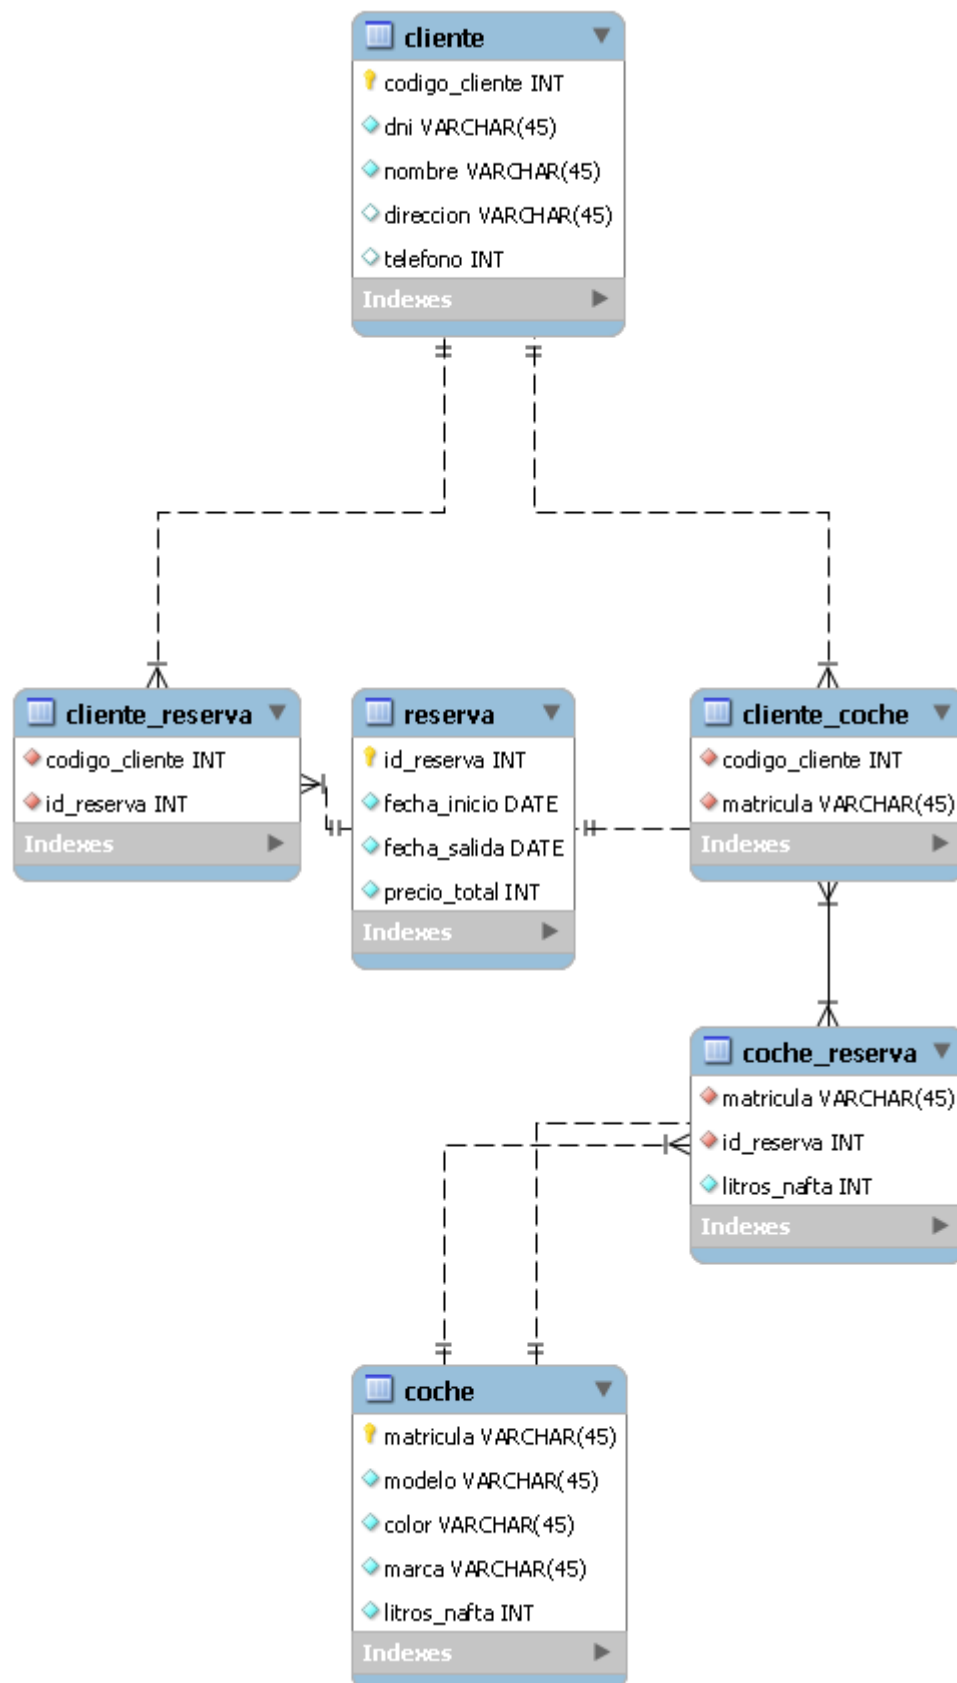 cliente
codigo_cliente INT
dni VARCHAR(45)
nombre VARCHAR(45)
direccion VARCHAR(45)
telefono INT
Indexes
cliente_reserva
codigo_cliente INT
id_reserva INT
Indexes
reserva
id_reserva INT
fecha_inicio DATE
fecha_salida DATE
precio_total INT
Indexes
cliente_coche
codigo_cliente INT
matricula VARCHAR(45)
Indexes
coche_reserva
matricula VARCHAR(45)
id_reserva INT
litros_nafta INT
Indexes
coche
matricula VARCHAR(45)
modelo VARCHAR(45)
color VARCHAR(45)
marca VARCHAR(45)
litros_nafta INT
Indexes